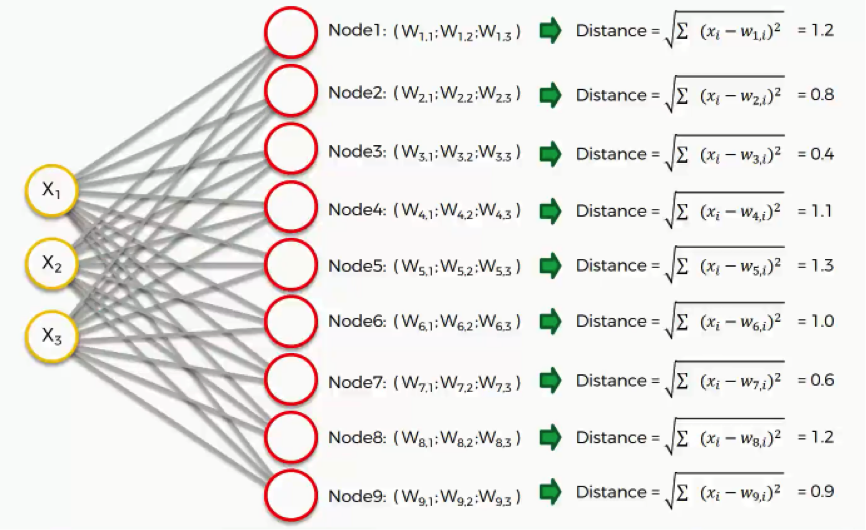 Node1: (W1,1;W1,2;W1,3) Distance = √Σ (xi − w1,i)² = 1.2
Node2: (W2,1;W2,2;W2,3) Distance = √Σ (xi − w2,i)² = 0.8
Node3: (W3,1;W3,2;W3,3) Distance = √Σ (xi − w3,i)² = 0.4
X1
Node4: (W4,1;W4,2;W4,3) Distance = √Σ (xi − w4,i)² = 1.1
X2
Node5: (W5,1;W5,2;W5,3) Distance = √Σ (xi − w5,i)² = 1.3
Node6: (W6,1;W6,2;W6,3) Distance = √Σ (xi − w6,i)² = 1.0
X3
Node7: (W7,1;W7,2;W7,3) Distance = √Σ (xi − w7,i)² = 0.6
Node8: (W8,1;W8,2;W8,3) Distance = √Σ (xi − w8,i)² = 1.2
Node9: (W9,1;W9,2;W9,3) Distance = √Σ (xi − w9,i)² = 0.9